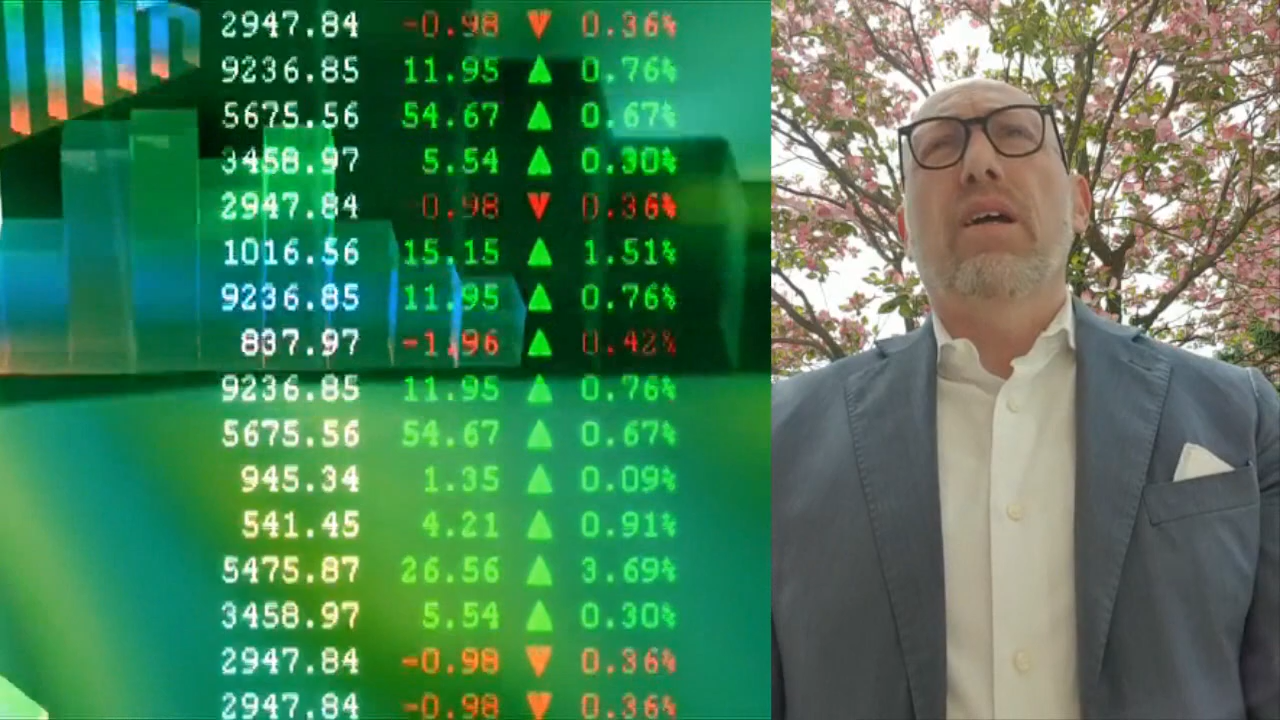 2947.84 -0.98 ▼ 0.36%
9236.85 11.95 ▲ 0.76%
5675.56 54.67 ▲ 0.67%
3458.97 5.54 ▲ 0.30%
2947.84 0.98 ▼ 0.36%
1016.56 15.15 ▲ 1.51%
9236.85 11.95 ▲ 0.76%
837.97 -1.96 ▲ 0.42%
9236.85 11.95 ▲ 0.76%
5675.56 54.67 ▲ 0.67%
945.34 1.35 ▲ 0.09%
541.45 4.21 ▲ 0.91%
5475.87 26.56 ▲ 3.69%
3458.97 5.54 ▲ 0.30%
2947.84 -0.98 ▼ 0.36%
2947.84 -0.98 ▼ 0.36%